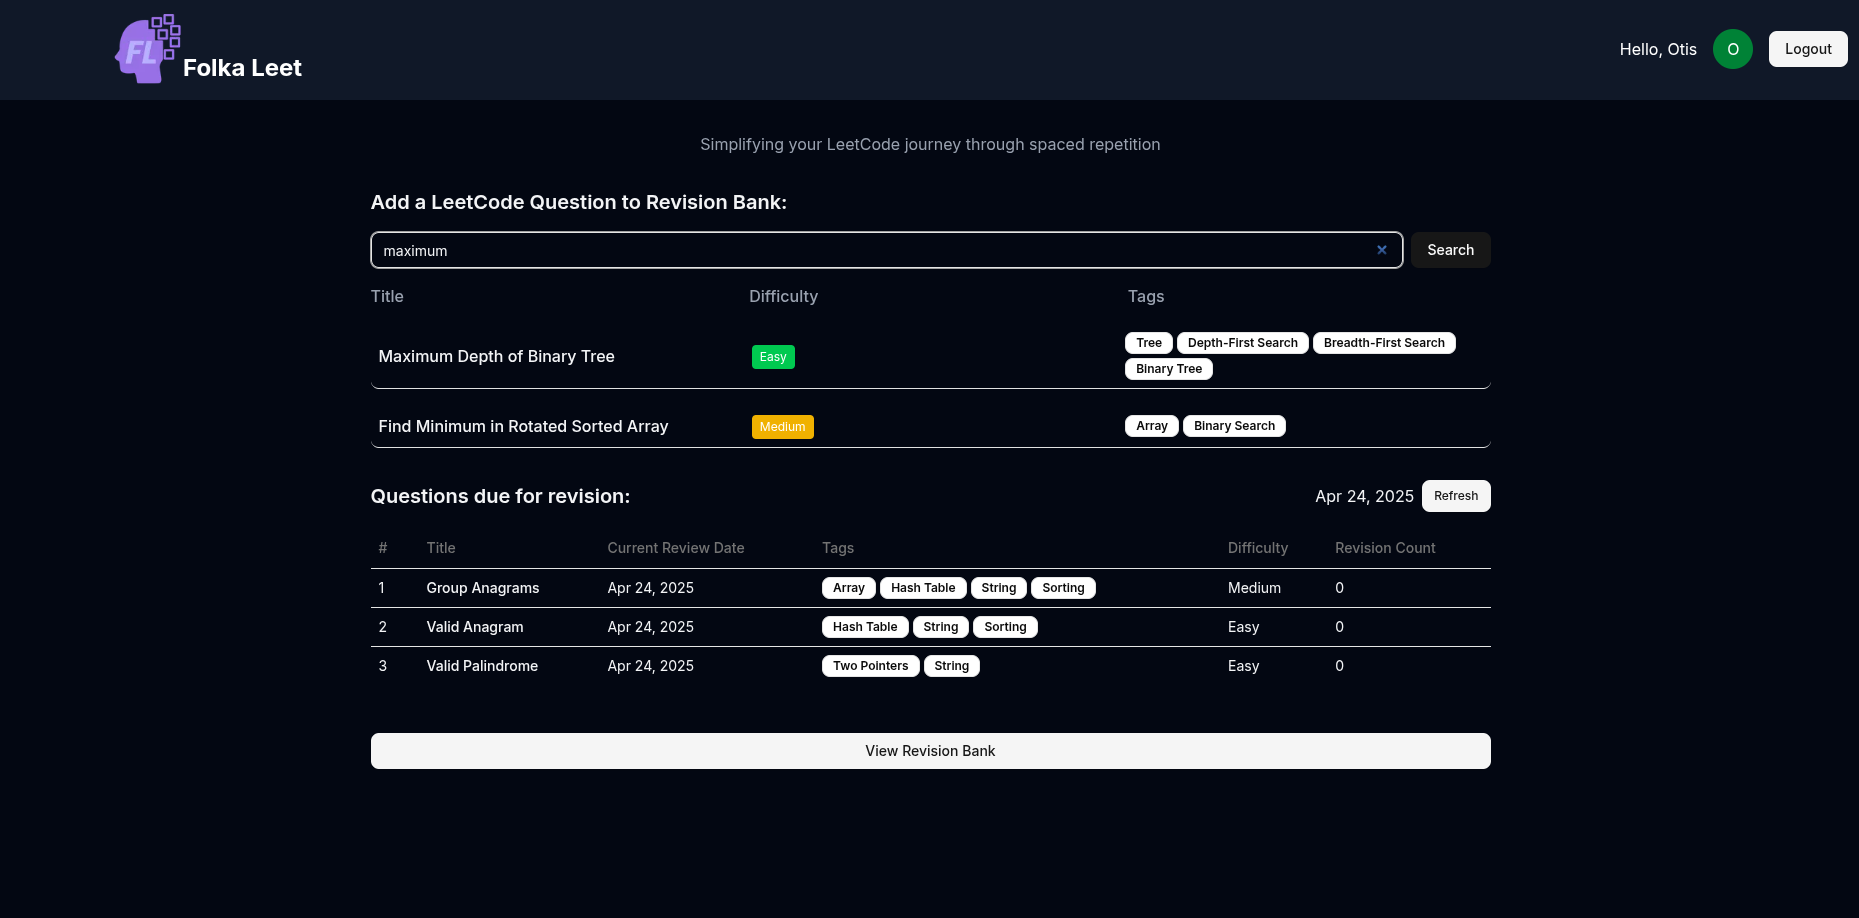 FL Folka Leet
Hello, Otis O Logout
Simplifying your LeetCode journey through spaced repetition
Add a LeetCode Question to Revision Bank:
maximum × Search
Title Difficulty Tags
Maximum Depth of Binary Tree Easy Tree Depth-First Search Breadth-First Search
Binary Tree
Find Minimum in Rotated Sorted Array Medium Array Binary Search
Questions due for revision: Apr 24, 2025 Refresh
# Title Current Review Date Tags Difficulty Revision Count
1 Group Anagrams Apr 24, 2025 Array Hash Table String Sorting Medium 0
2 Valid Anagram Apr 24, 2025 Hash Table String Sorting Easy 0
3 Valid Palindrome Apr 24, 2025 Two Pointers String Easy 0
View Revision Bank